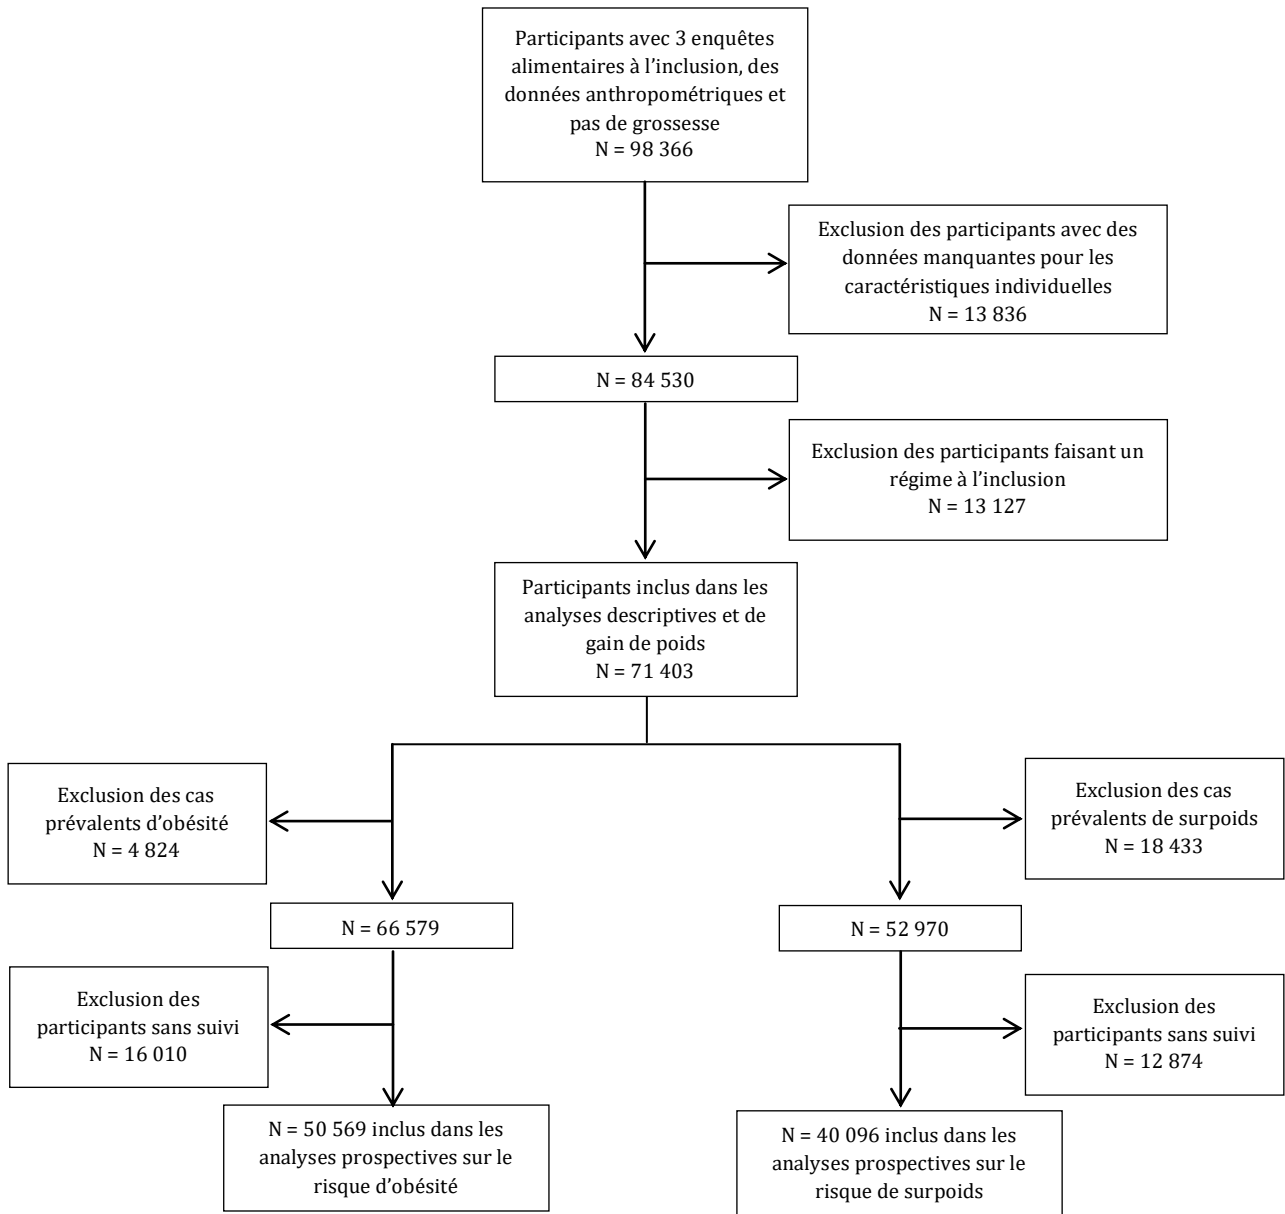 Participants avec 3 enquêtes
alimentaires à l’inclusion, des
données anthropométriques et
pas de grossesse
N = 98 366
Exclusion des participants avec des
données manquantes pour les
caractéristiques individuelles
N = 13 836
N = 84 530
Exclusion des participants faisant un
régime à l’inclusion
N = 13 127
Participants inclus dans les
analyses descriptives et de
gain de poids
N = 71 403
Exclusion des cas
prévalents d’obésité
N = 4 824
Exclusion des cas
prévalents de surpoids
N = 18 433
N = 66 579
N = 52 970
Exclusion des
participants sans suivi
N = 16 010
Exclusion des
participants sans suivi
N = 12 874
N = 50 569 inclus dans les
analyses prospectives sur le
risque d’obésité
N = 40 096 inclus dans les
analyses prospectives sur le
risque de surpoids